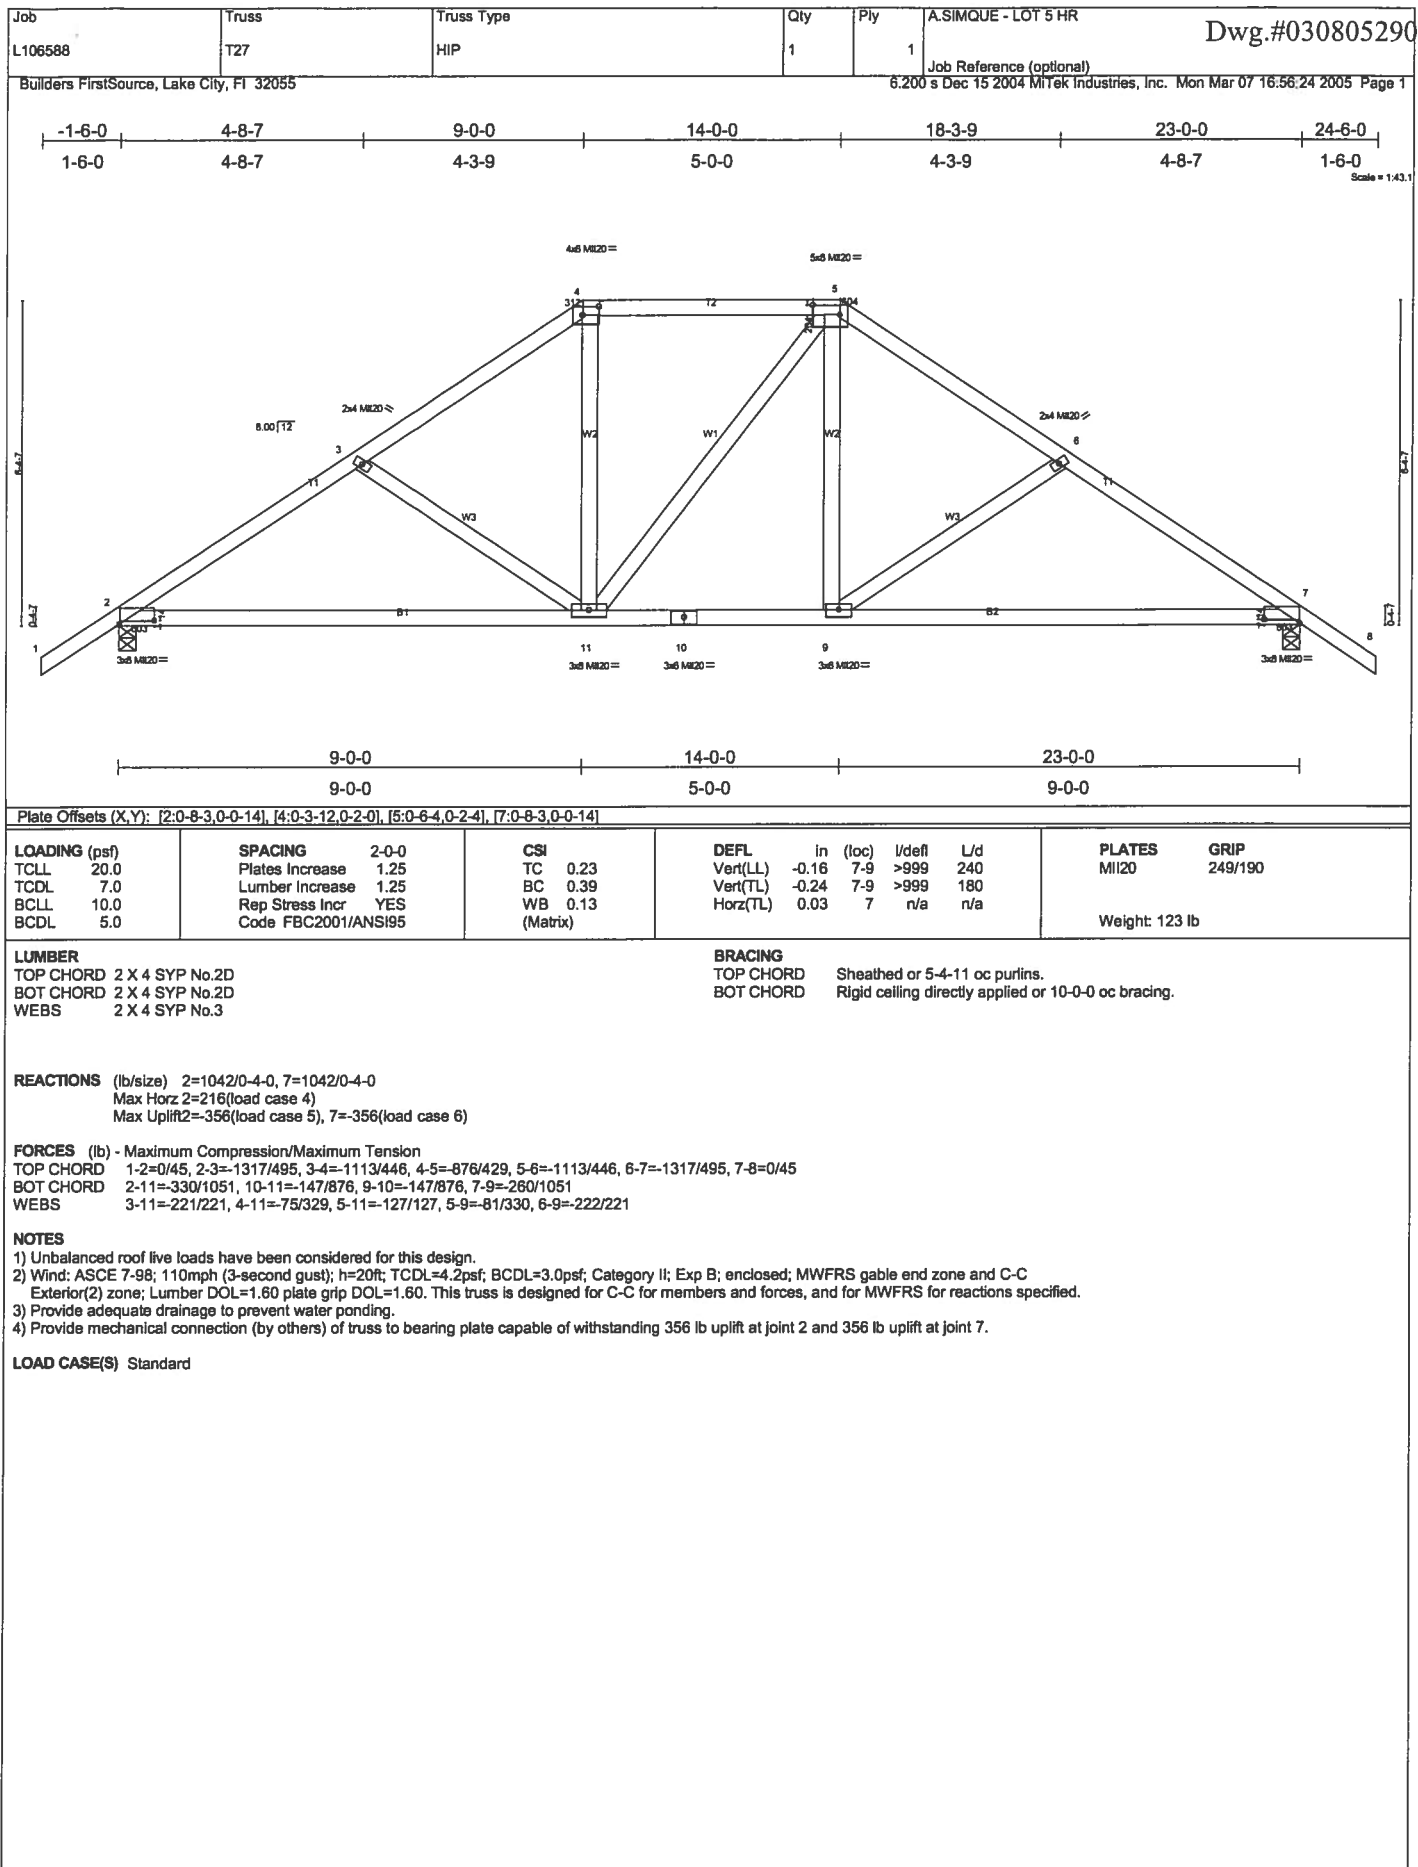 Job Truss Truss Type Qty Ply A.SIMQUE - LOT 5 HR
Dwg.#030805290
L106588 T27 HIP 1 1
Job Reference (optional)
Builders FirstSource, Lake City, Fl 32055 6.200 s Dec 15 2004 MiTek Industries, Inc. Mon Mar 07 16:56:24 2005 Page 1
-1-6-0 4-8-7 9-0-0 14-0-0 18-3-9 23-0-0 24-6-0
1-6-0 4-8-7 4-3-9 5-0-0 4-3-9 4-8-7 1-6-0
Scale = 1:43.1
4x6 MII20= 5x8 MII20=
4 5
T2
2x4 MII20 2x4 MII20
6.00 12
3 W2 W1 W2 6
6-4-7 6-4-7
T1 T1
W3 W3
2 7
0-4-7 B1 B2 0-4-7
1 11 10 9 8
3x8 MII20= 3x8 MII20= 3x6 MII20= 3x8 MII20= 3x8 MII20=
9-0-0 14-0-0 23-0-0
9-0-0 5-0-0 9-0-0
Plate Offsets (X,Y): [2:0-8-3,0-0-14], [4:0-3-12,0-2-0], [5:0-6-4,0-2-4], [7:0-8-3,0-0-14]
LOADING (psf) SPACING 2-0-0 CSI DEFL in (loc) l/defl L/d PLATES GRIP
TCLL 20.0 Plates Increase 1.25 TC 0.23 Vert(LL) -0.16 7-9 >999 240 MII20 249/190
TCDL 7.0 Lumber Increase 1.25 BC 0.39 Vert(TL) -0.24 7-9 >999 180
BCLL 10.0 Rep Stress Incr YES WB 0.13 Horz(TL) 0.03 7 n/a n/a
BCDL 5.0 Code FBC2001/ANSI95 (Matrix) Weight: 123 lb
LUMBER BRACING
TOP CHORD 2 X 4 SYP No.2D TOP CHORD Sheathed or 5-4-11 oc purlins.
BOT CHORD 2 X 4 SYP No.2D BOT CHORD Rigid ceiling directly applied or 10-0-0 oc bracing.
WEBS 2 X 4 SYP No.3
REACTIONS (lb/size) 2=1042/0-4-0, 7=1042/0-4-0
Max Horz 2=216(load case 4)
Max Uplift2=-356(load case 5), 7=-356(load case 6)
FORCES (lb) - Maximum Compression/Maximum Tension
TOP CHORD 1-2=0/45, 2-3=-1317/495, 3-4=-1113/446, 4-5=-876/429, 5-6=-1113/446, 6-7=-1317/495, 7-8=0/45
BOT CHORD 2-11=-330/1051, 10-11=-147/876, 9-10=-147/876, 7-9=-260/1051
WEBS 3-11=-221/221, 4-11=-75/329, 5-11=-127/127, 5-9=-81/330, 6-9=-222/221
NOTES
1) Unbalanced roof live loads have been considered for this design.
2) Wind: ASCE 7-98; 110mph (3-second gust); h=20ft; TCDL=4.2psf; BCDL=3.0psf; Category II; Exp B; enclosed; MWFRS gable end zone and C-C
Exterior(2) zone; Lumber DOL=1.60 plate grip DOL=1.60. This truss is designed for C-C for members and forces, and for MWFRS for reactions specified.
3) Provide adequate drainage to prevent water ponding.
4) Provide mechanical connection (by others) of truss to bearing plate capable of withstanding 356 lb uplift at joint 2 and 356 lb uplift at joint 7.
LOAD CASE(S) Standard